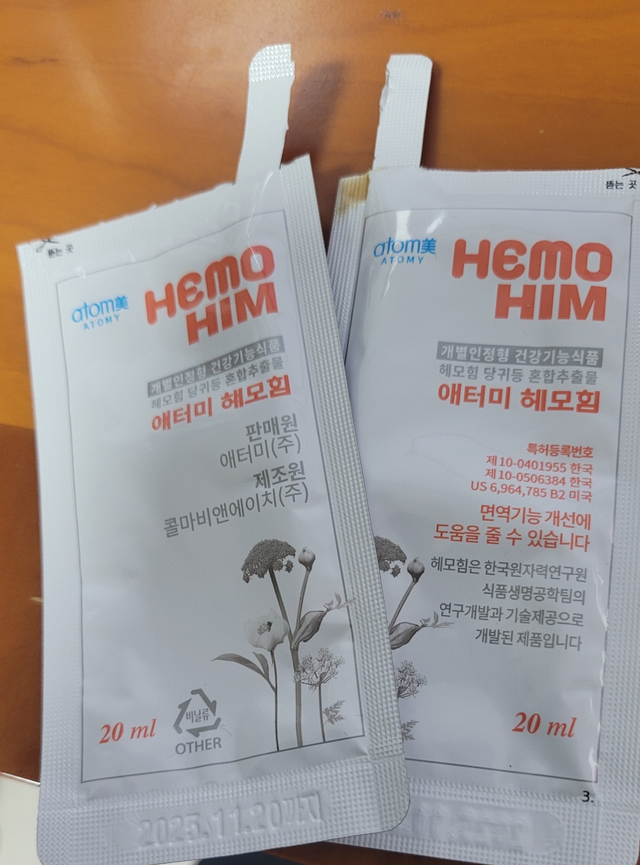 뜯는 곳
atom美
ATOMY
HEMO
HIM
개별인정형 건강기능식품
헤모힘 당귀등 혼합추출물
애터미 헤모힘
판매원
애터미(주)
제조원
콜마비앤에이치(주)
20 ml
비닐류
OTHER
2025.11.20까지
뜯는 곳
atom美
ATOMY
HEMO
HIM
개별인정형 건강기능식품
헤모힘 당귀등 혼합추출물
애터미 헤모힘
특허등록번호
제10-0401955 한국
제10-0506384 한국
US 6,964,785 B2 미국
면역기능 개선에
도움을 줄 수 있습니다
헤모힘은 한국원자력연구원
식품생명공학팀의
연구개발과 기술제공으로
개발된 제품입니다
20 ml
3.